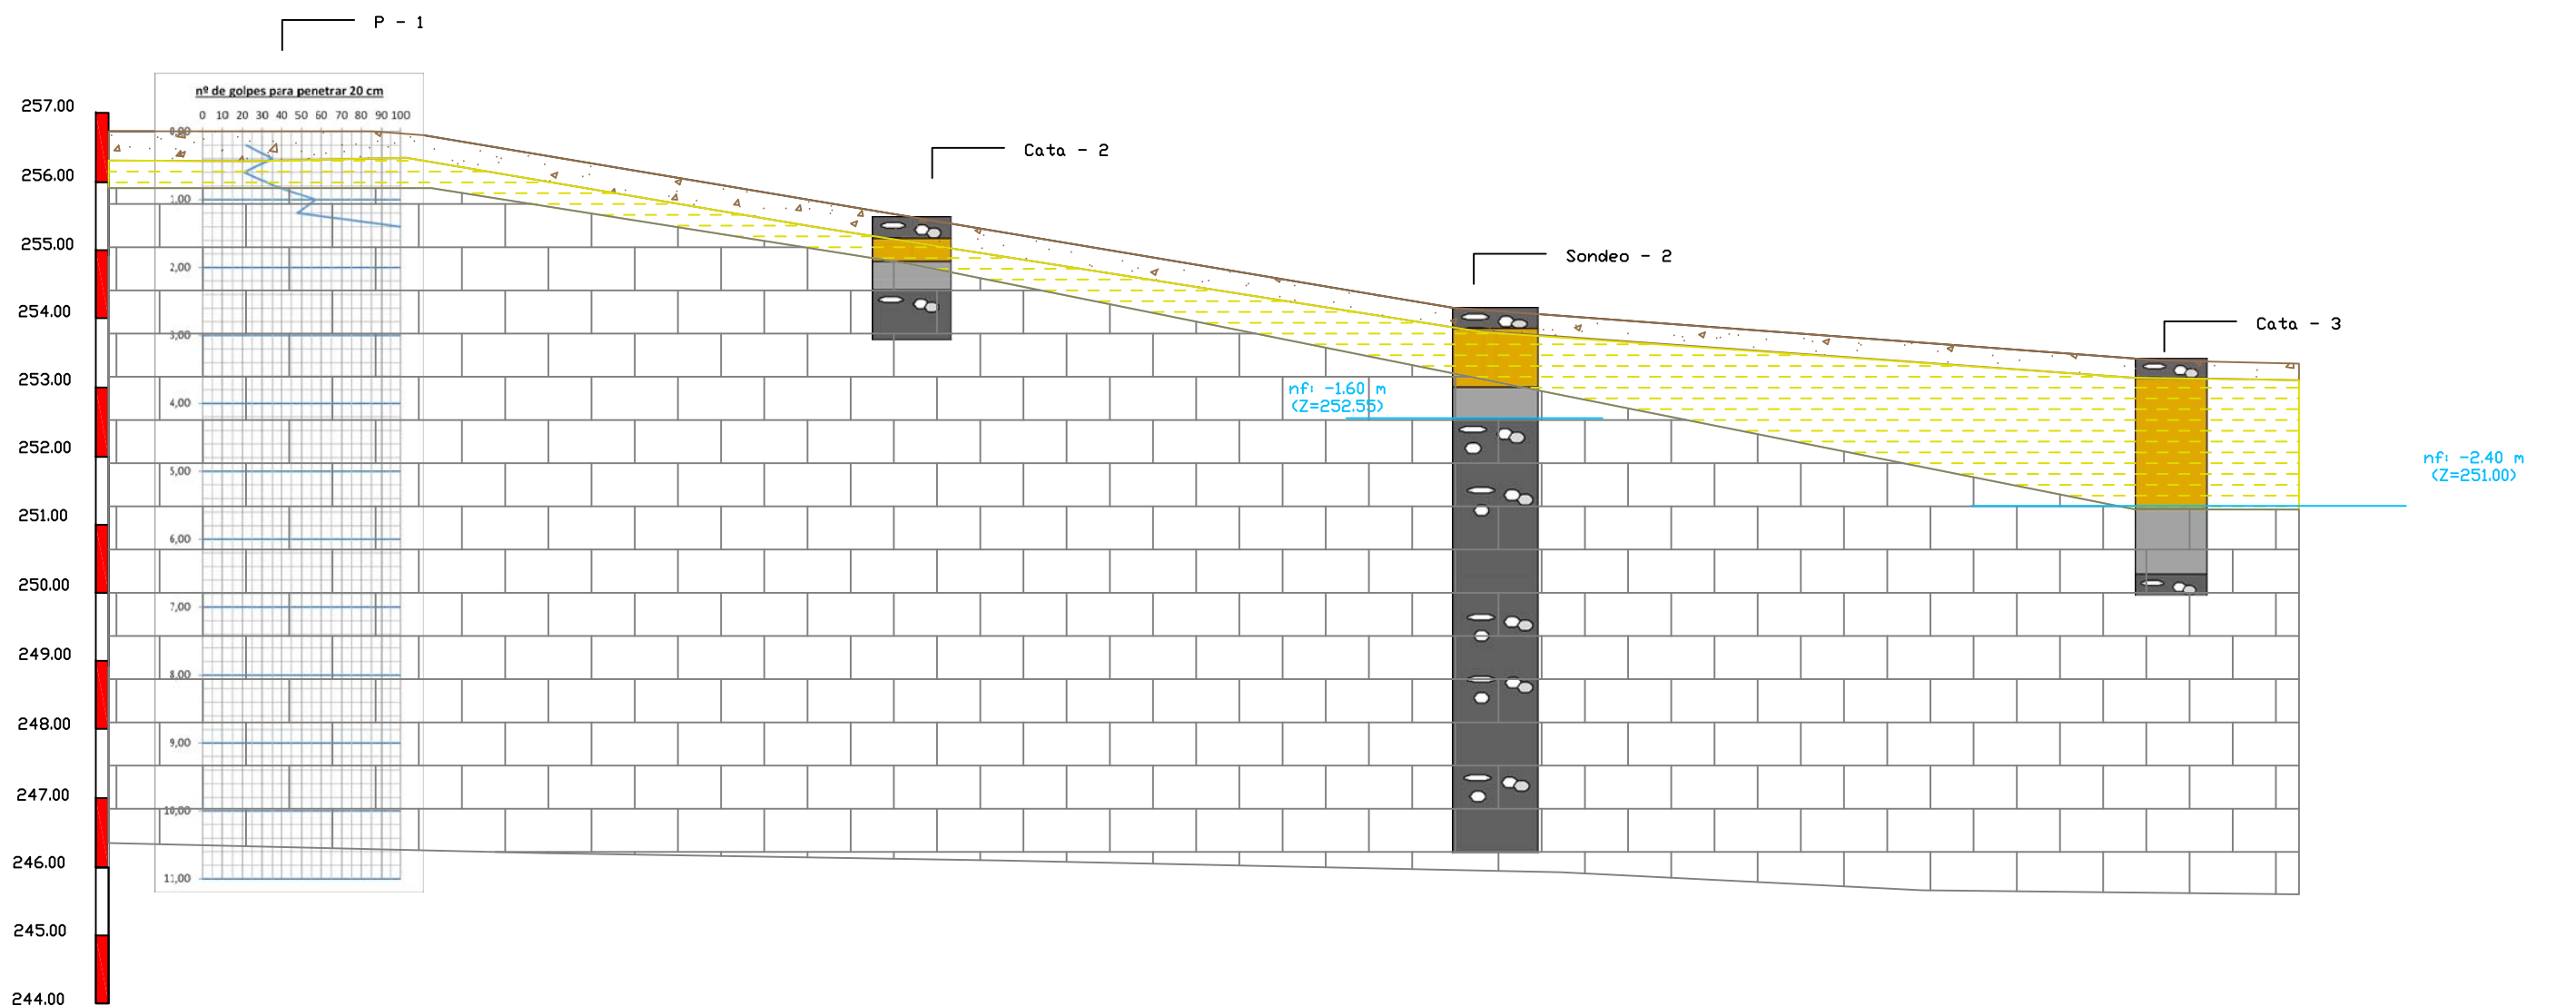 P - 1
nº de golpes para penetrar 20 cm
0 10 20 30 40 50 60 70 80 90 100
257.00
0,00
Cata - 2
256.00
1,00
255.00
Sondeo - 2
2,00
254.00
Cata - 3
3,00
253.00
nf: -1.60 m
(Z=252.55)
4,00
252.00
nf: -2.40 m
(Z=251.00)
5,00
251.00
6,00
250.00
7,00
249.00
8,00
248.00
9,00
247.00
10,00
246.00
11,00
245.00
244.00